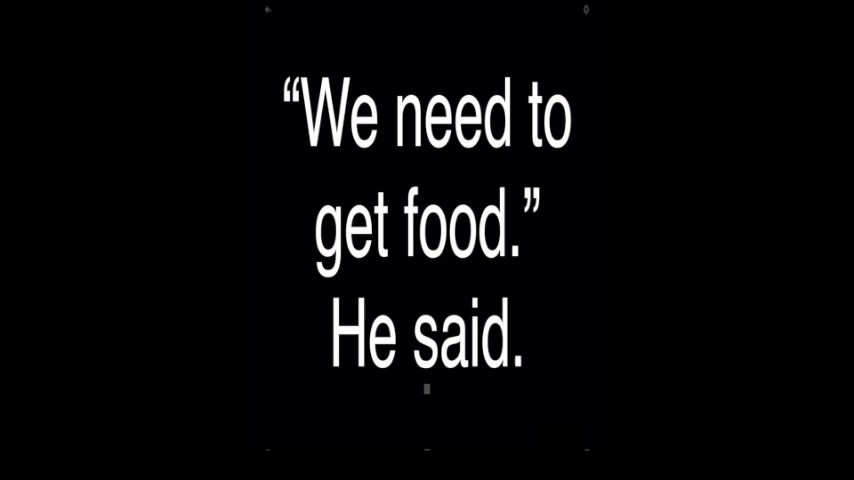 “We need to
get food.”
He said.